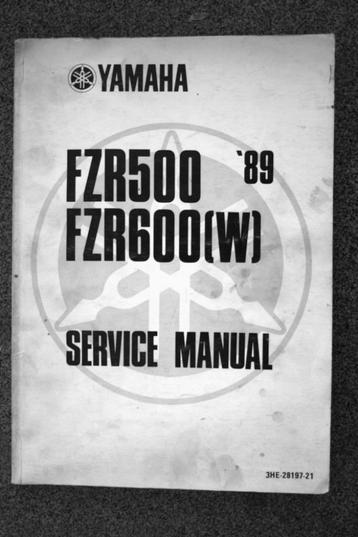 YAMAHA
FZR500 '89
FZR600(W)
SERVICE MANUAL
3HE-28197-21